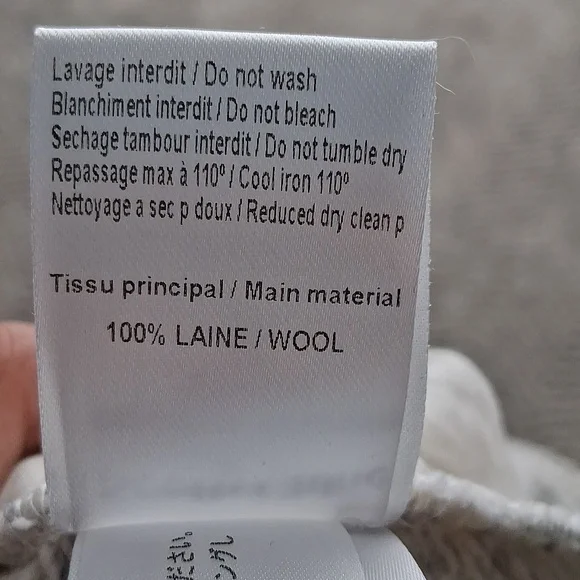 Lavage interdit / Do not wash
Blanchiment interdit / Do not bleach
Sechage tambour interdit / Do not tumble dry
Repassage max à 110º / Cool iron 110º
Nettoyage a sec p doux / Reduced dry clean p
Tissu principal / Main material
100% LAINE / WOOL